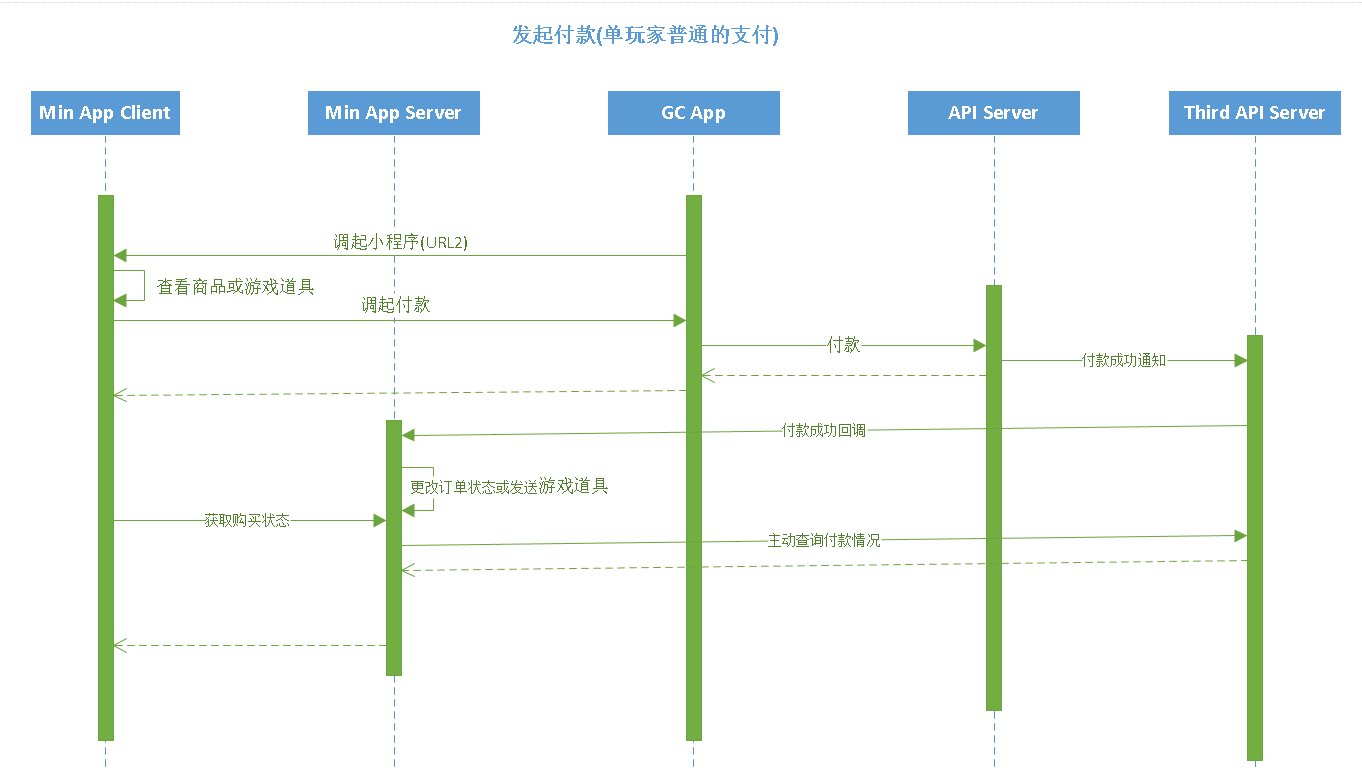 发起付款(单玩家普通的支付)
Min App Client
Min App Server
GC App
API Server
Third API Server
调起小程序(URL2)
查看商品或游戏道具
调起付款
付款
付款成功通知
付款成功回调
更改订单状态或发送游戏道具
获取购买状态
主动查询付款情况